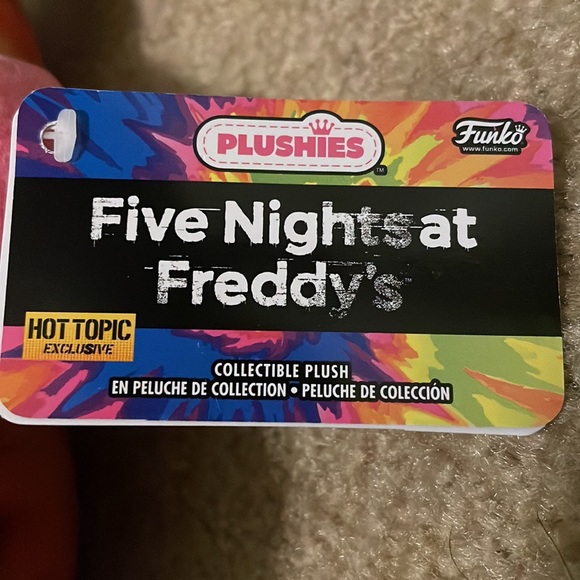 PLUSHIES
TM
Funko
www.funko.com
Five Nights at
Freddy's
HOT TOPIC
EXCLUSIVE
COLLECTIBLE PLUSH
EN PELUCHE DE COLLECTION • PELUCHE DE COLECCIÓN